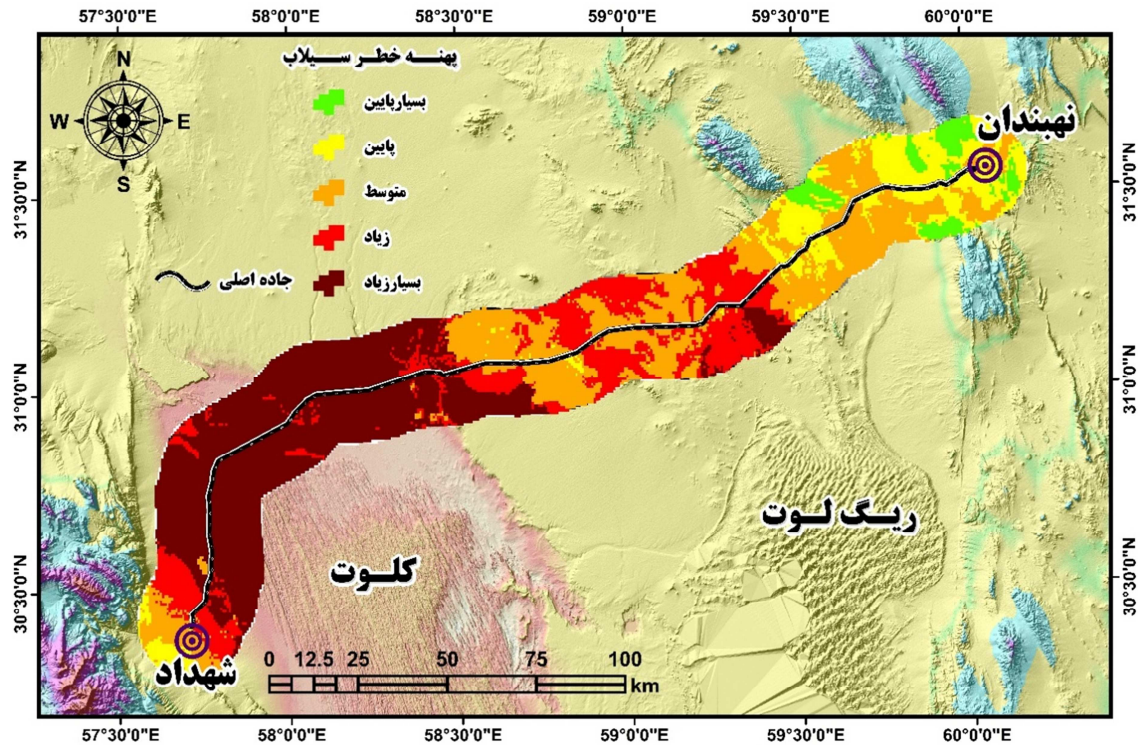 57°30'0"E 58°0'0"E 58°30'0"E 59°0'0"E 59°30'0"E 60°0'0"E
N
W E
S
پهنه خطر سیلاب
بسیارپایین
پایین
متوسط
زیاد
بسیارزیاد
جاده اصلی
نهبندان
31°30'0"N
31°30'0"N
31°0'0"N
31°0'0"N
30°30'0"N
30°30'0"N
ریگ لوت
کلوت
شهداد
0 12.5 25 50 75 100
km
57°30'0"E 58°0'0"E 58°30'0"E 59°0'0"E 59°30'0"E 60°0'0"E